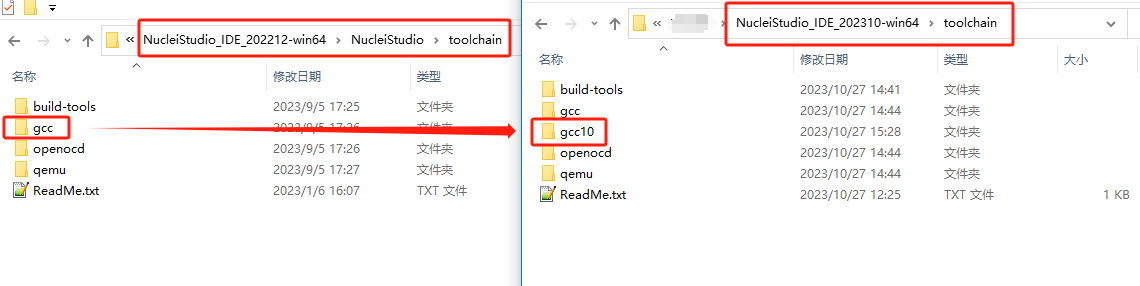 « NucleiStudio_IDE_202212-win64 > NucleiStudio > toolchain
名称 修改日期 类型
build-tools 2023/9/5 17:25 文件夹
gcc 2023/9/5 17:26 文件夹
openocd 2023/9/5 17:26 文件夹
qemu 2023/9/5 17:27 文件夹
ReadMe.txt 2023/1/6 16:07 TXT 文件
« NucleiStudio_IDE_202310-win64 > toolchain
名称 修改日期 类型 大小
build-tools 2023/10/27 14:41 文件夹
gcc 2023/10/27 14:44 文件夹
gcc10 2023/10/27 15:28 文件夹
openocd 2023/10/27 14:44 文件夹
qemu 2023/10/27 14:44 文件夹
ReadMe.txt 2023/10/27 12:25 TXT 文件 1 KB